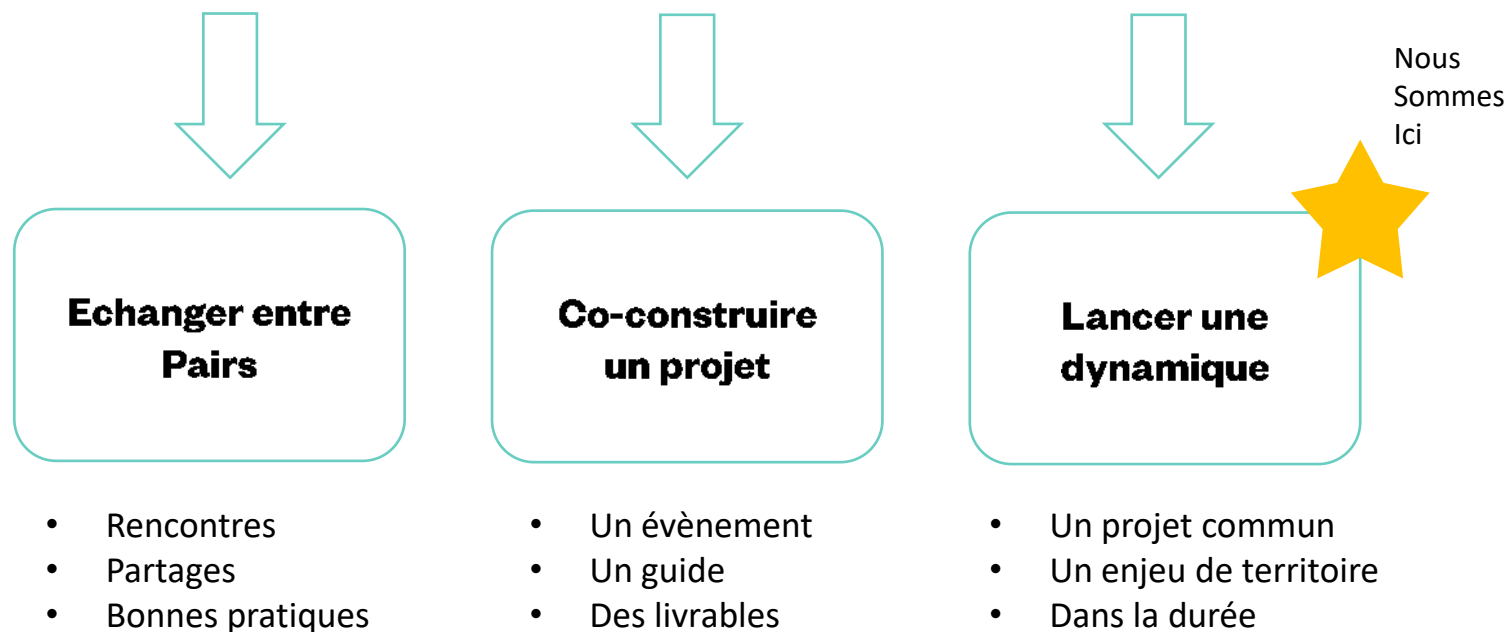 Nous
Sommes
Ici
Echanger entre
Pairs
Co-construire
un projet
Lancer une
dynamique
• Rencontres
• Partages
• Bonnes pratiques
• Un évènement
• Un guide
• Des livrables
• Un projet commun
• Un enjeu de territoire
• Dans la durée